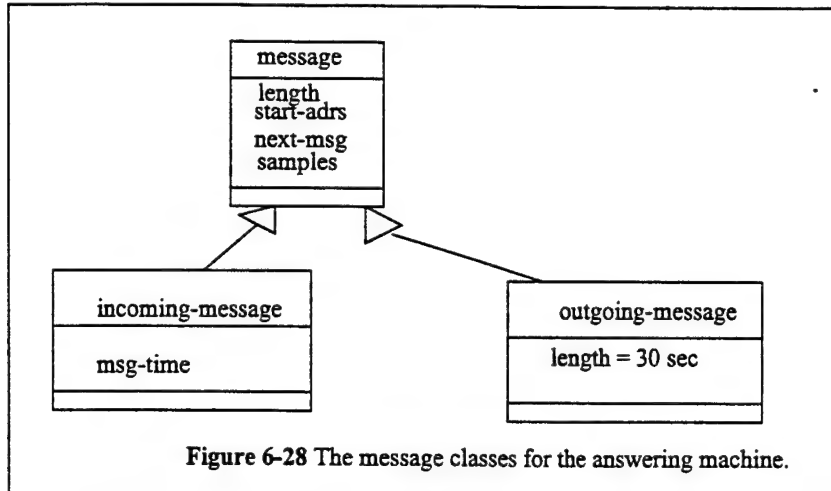 message
length
start-adrs
next-msg
samples
incoming-message
msg-time
outgoing-message
length = 30 sec
Figure 6-28 The message classes for the answering machine.